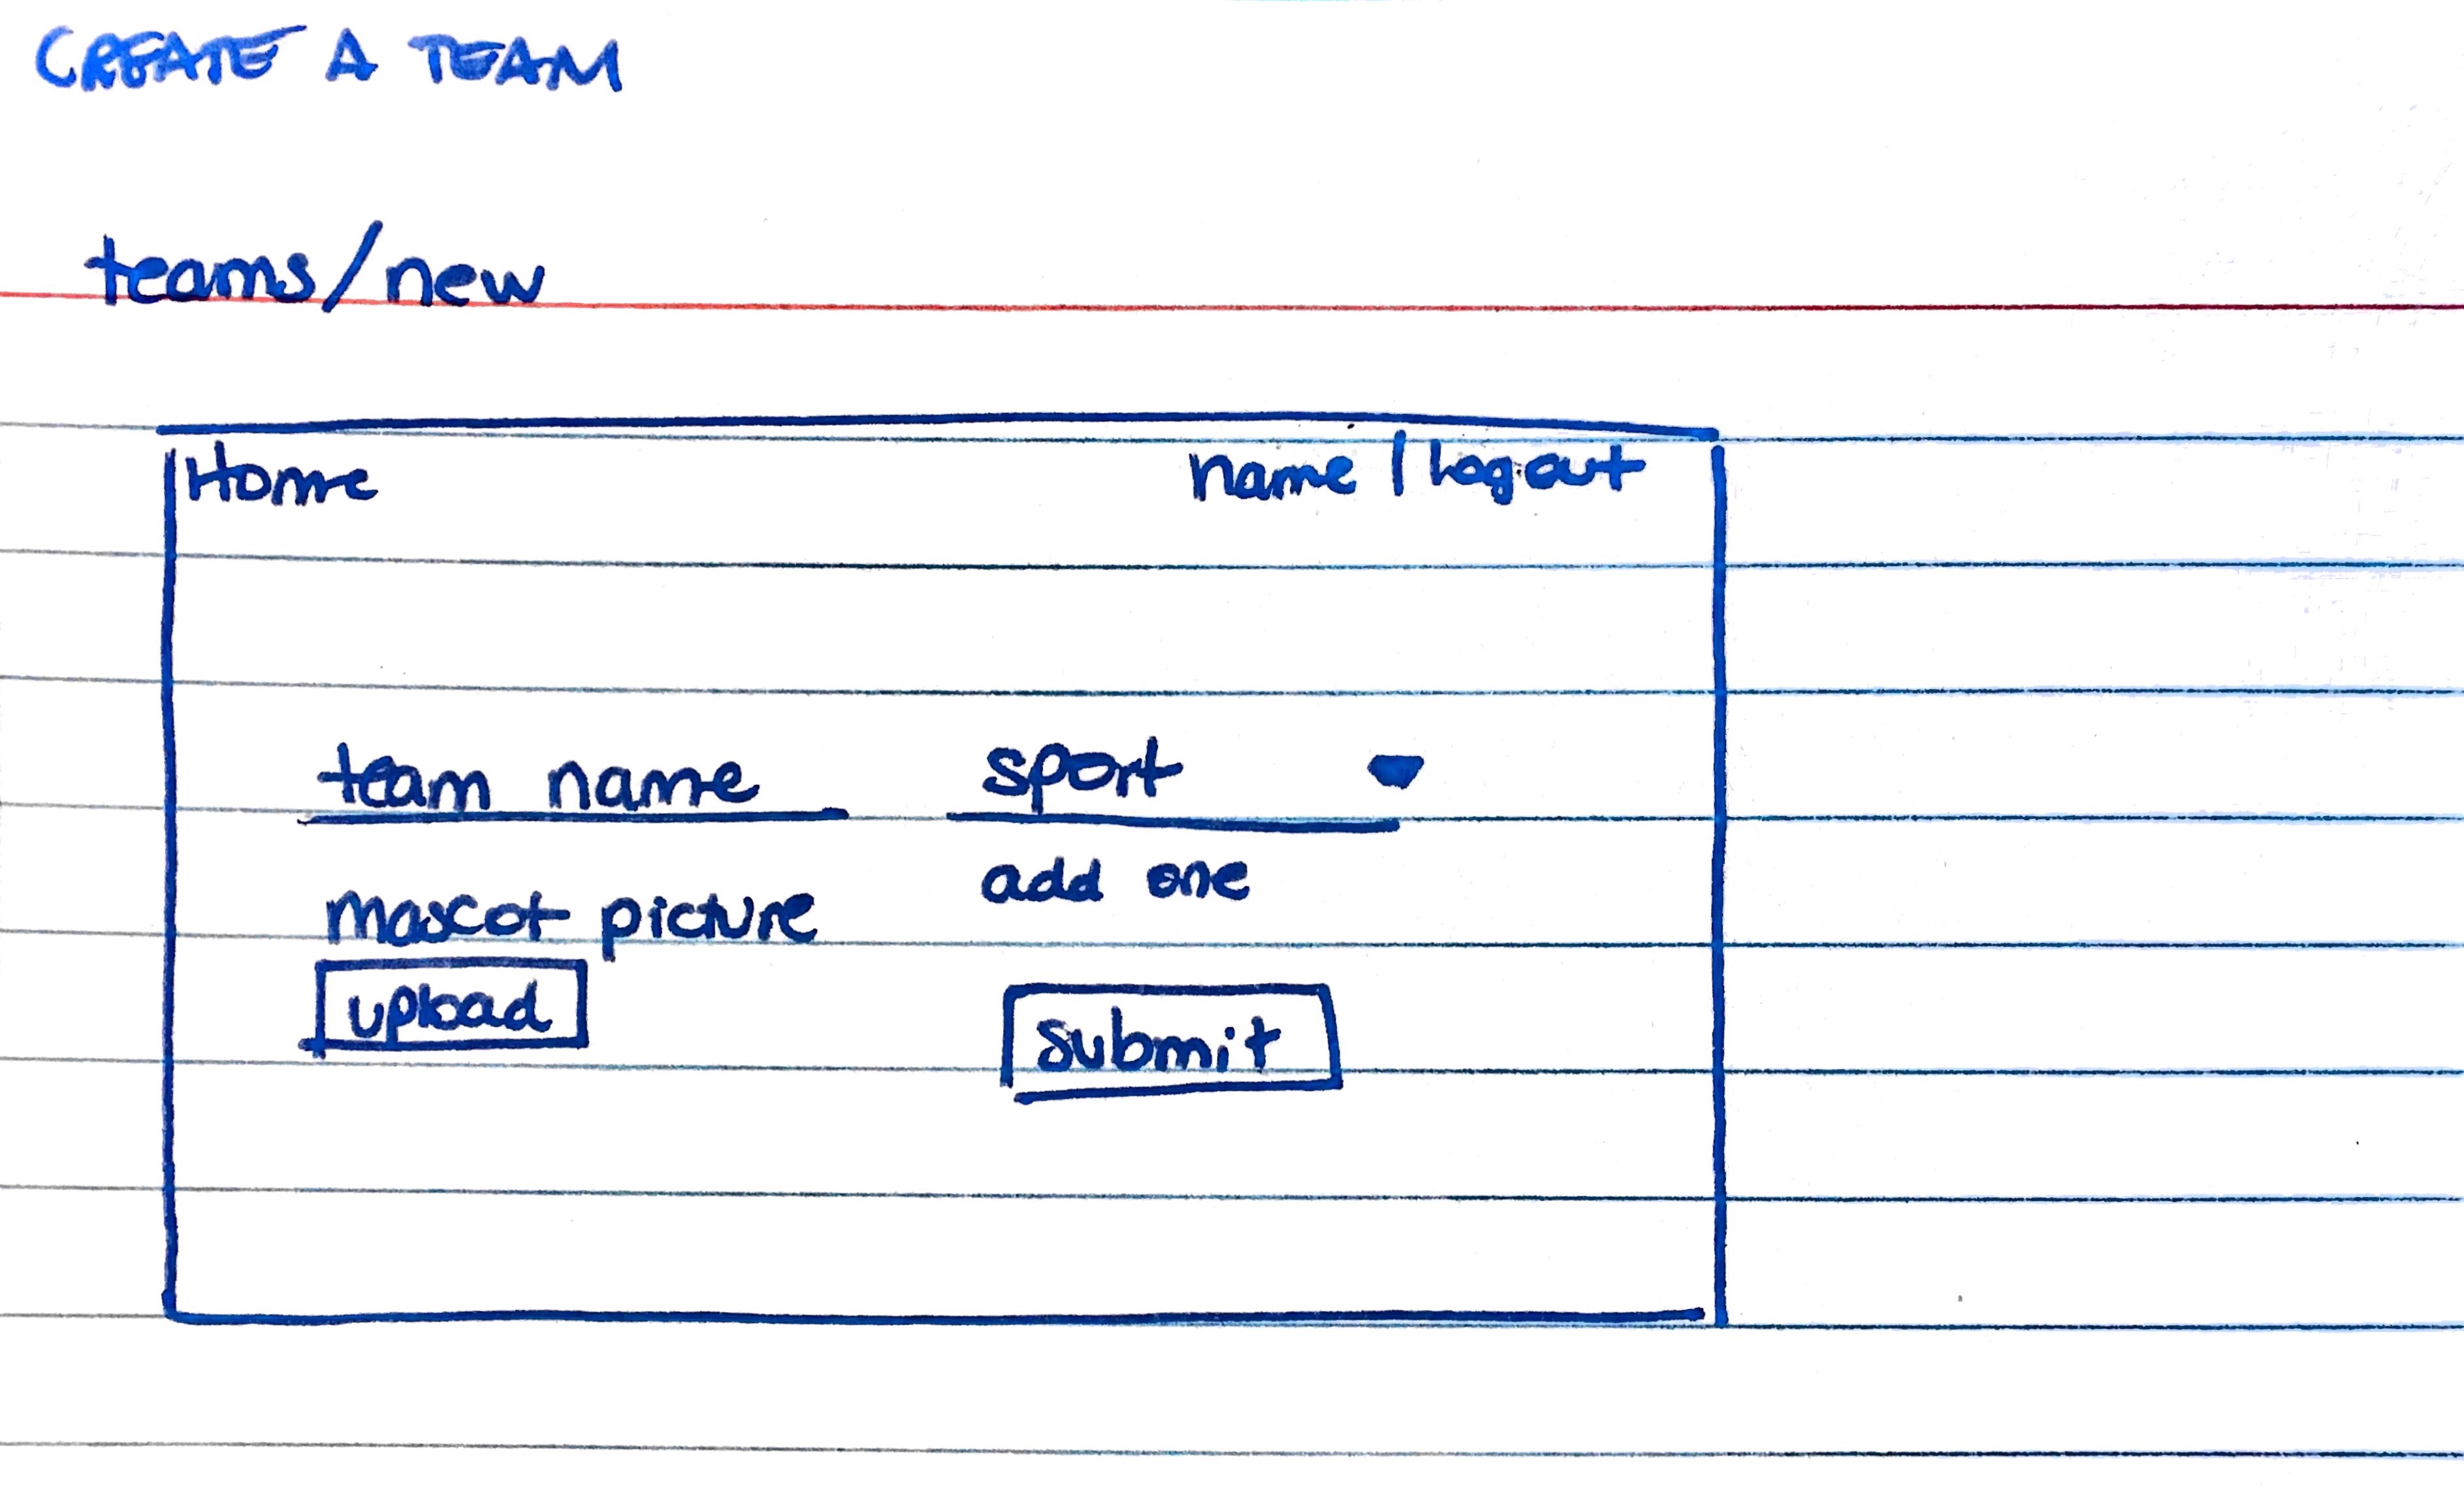 CREATE A TEAM
teams/new
Home name | logout
team name sport
add one
mascot picture
upload
submit